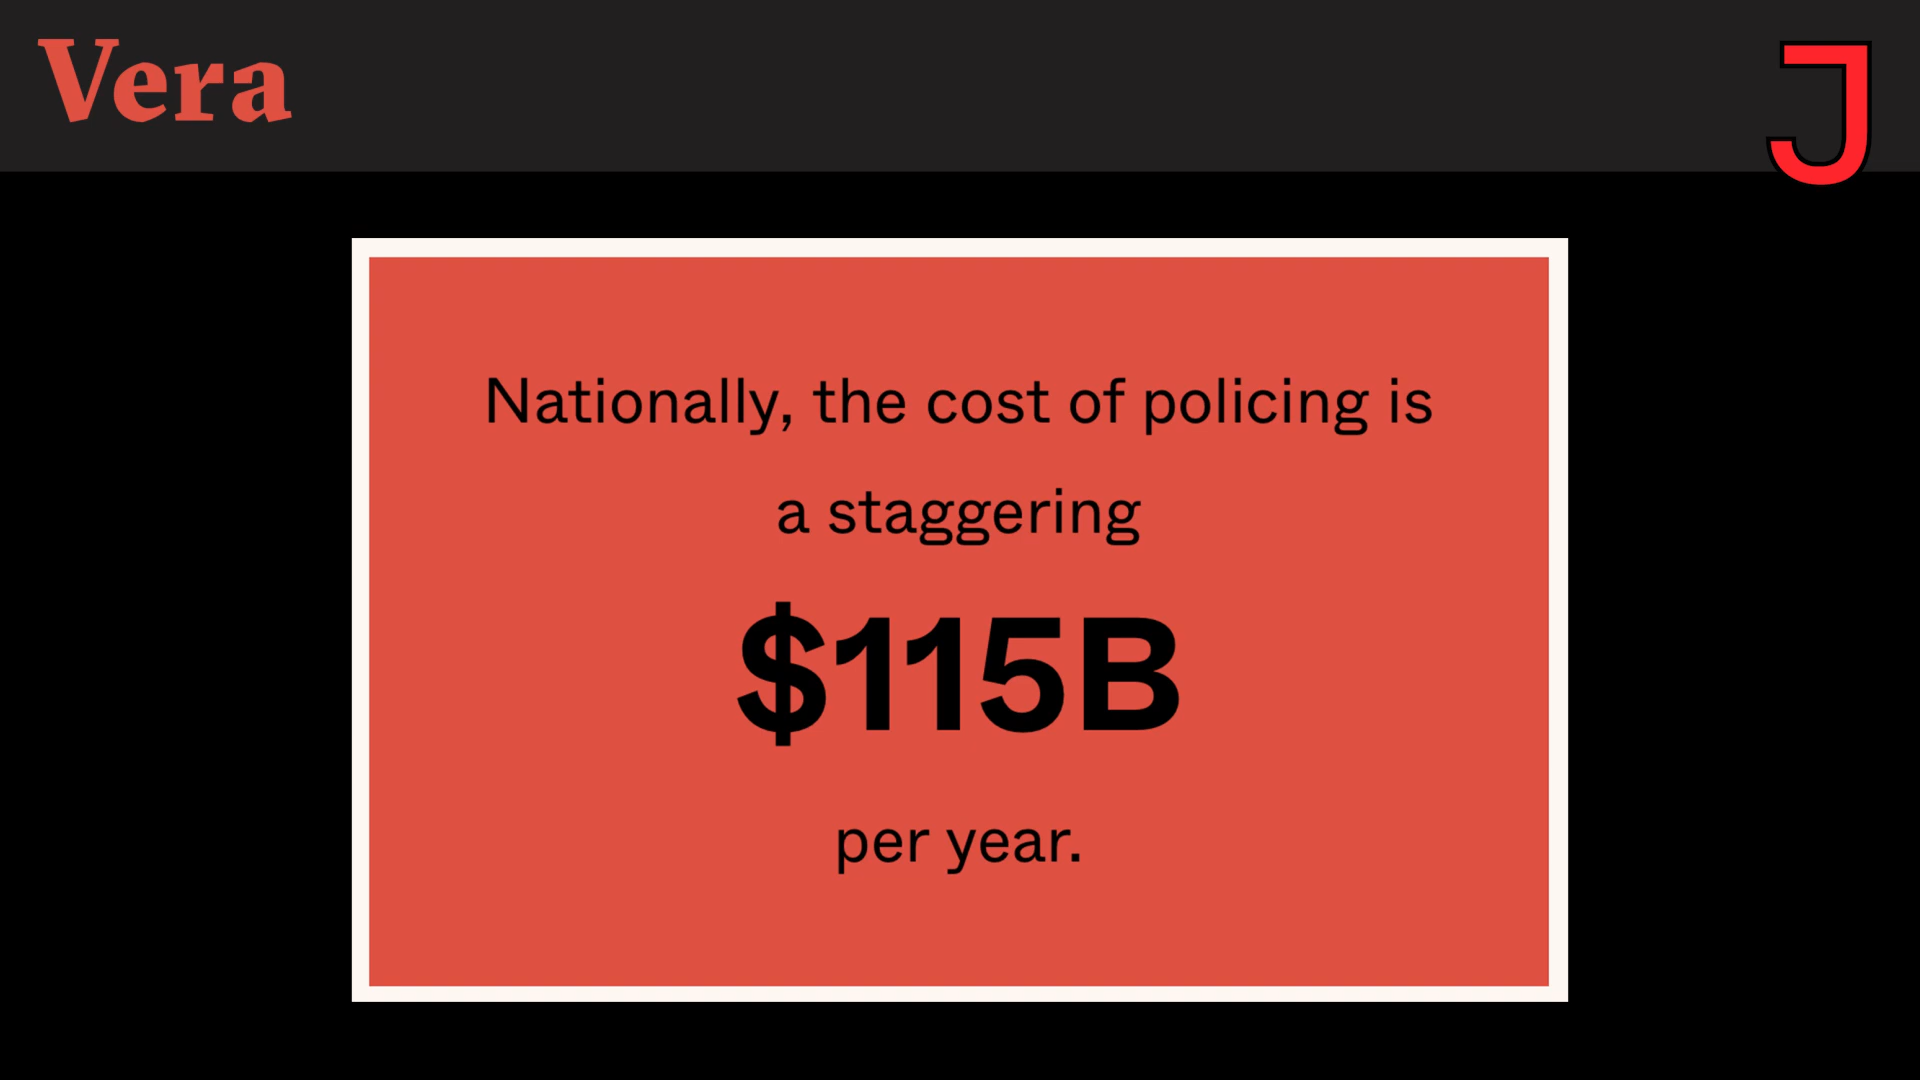 Vera
J
Nationally, the cost of policing is
a staggering
$115B
per year.